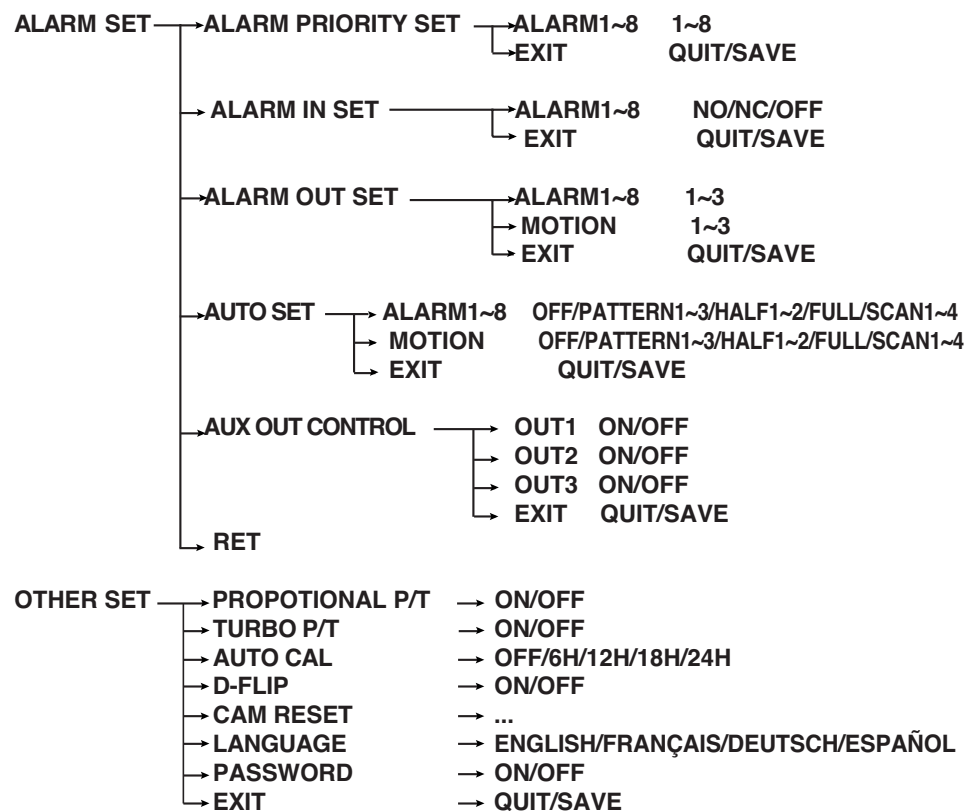 ALARM SET ALARM PRIORITY SET ALARM1~8 1~8
EXIT QUIT/SAVE
ALARM IN SET ALARM1~8 NO/NC/OFF
EXIT QUIT/SAVE
ALARM OUT SET ALARM1~8 1~3
MOTION 1~3
EXIT QUIT/SAVE
AUTO SET ALARM1~8 OFF/PATTERN1~3/HALF1~2/FULL/SCAN1~4
MOTION OFF/PATTERN1~3/HALF1~2/FULL/SCAN1~4
EXIT QUIT/SAVE
AUX OUT CONTROL OUT1 ON/OFF
OUT2 ON/OFF
OUT3 ON/OFF
EXIT QUIT/SAVE
RET
OTHER SET PROPOTIONAL P/T ON/OFF
TURBO P/T ON/OFF
AUTO CAL OFF/6H/12H/18H/24H
D-FLIP ON/OFF
CAM RESET ...
LANGUAGE ENGLISH/FRANÇAIS/DEUTSCH/ESPAÑOL
PASSWORD ON/OFF
EXIT QUIT/SAVE